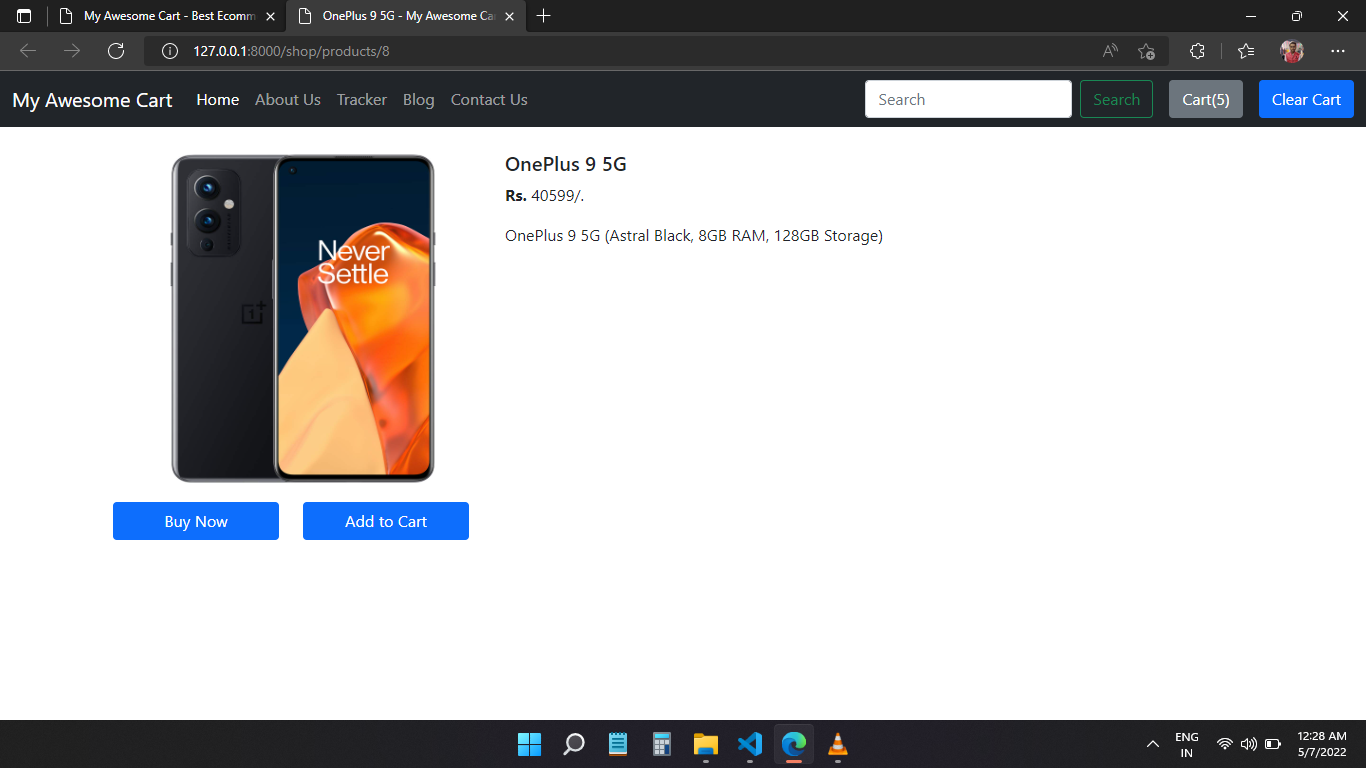 My Awesome Cart - Best Ecomm
OnePlus 9 5G - My Awesome Ca
127.0.0.1:8000/shop/products/8
My Awesome Cart Home About Us Tracker Blog Contact Us Search Search Cart(5) Clear Cart
OnePlus 9 5G
Rs. 40599/.
OnePlus 9 5G (Astral Black, 8GB RAM, 128GB Storage)
Never
Settle
Buy Now Add to Cart
ENG
IN
12:28 AM
5/7/2022